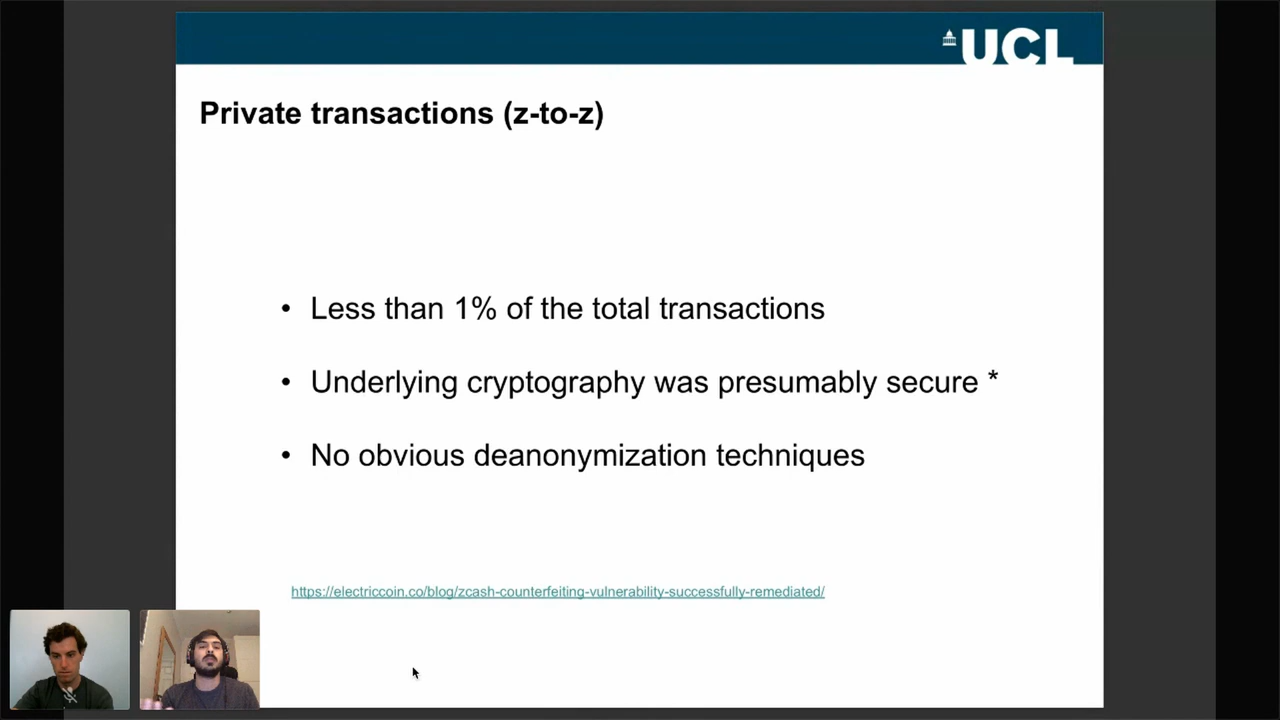 UCL
Private transactions (z-to-z)
• Less than 1% of the total transactions
• Underlying cryptography was presumably secure *
• No obvious deanonymization techniques
https://electriccoin.co/blog/zcash-counterfeiting-vulnerability-successfully-remediated/